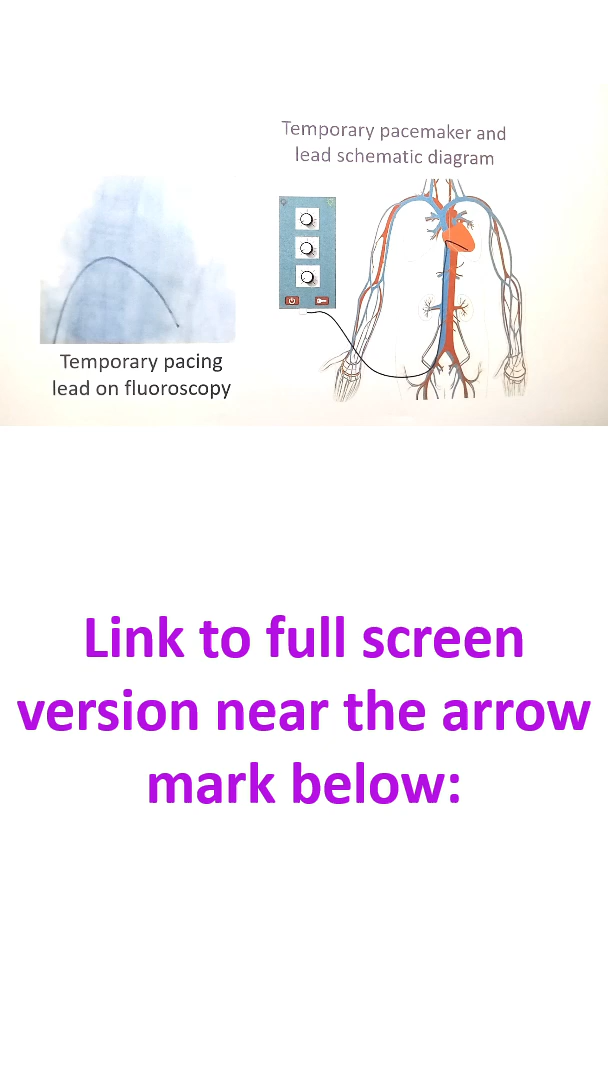 Temporary pacemaker and
lead schematic diagram
Temporary pacing
lead on fluoroscopy
Link to full screen
version near the arrow
mark below: